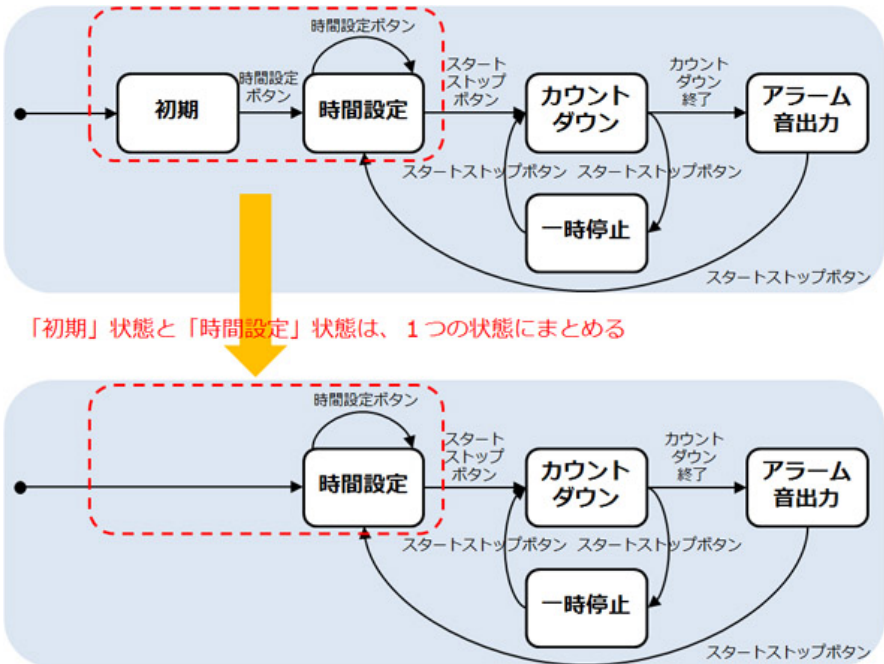 時間設定ボタン
初期
時間設定
ボタン
時間設定
スタート
ストップ
ボタン
カウント
ダウン
カウント
ダウン
終了
アラーム
音出力
スタートストップボタン
スタートストップボタン
一時停止
スタートストップボタン
「初期」状態と「時間設定」状態は、１つの状態にまとめる
時間設定ボタン
時間設定
スタート
ストップ
ボタン
カウント
ダウン
カウント
ダウン
終了
アラーム
音出力
スタートストップボタン
スタートストップボタン
一時停止
スタートストップボタン